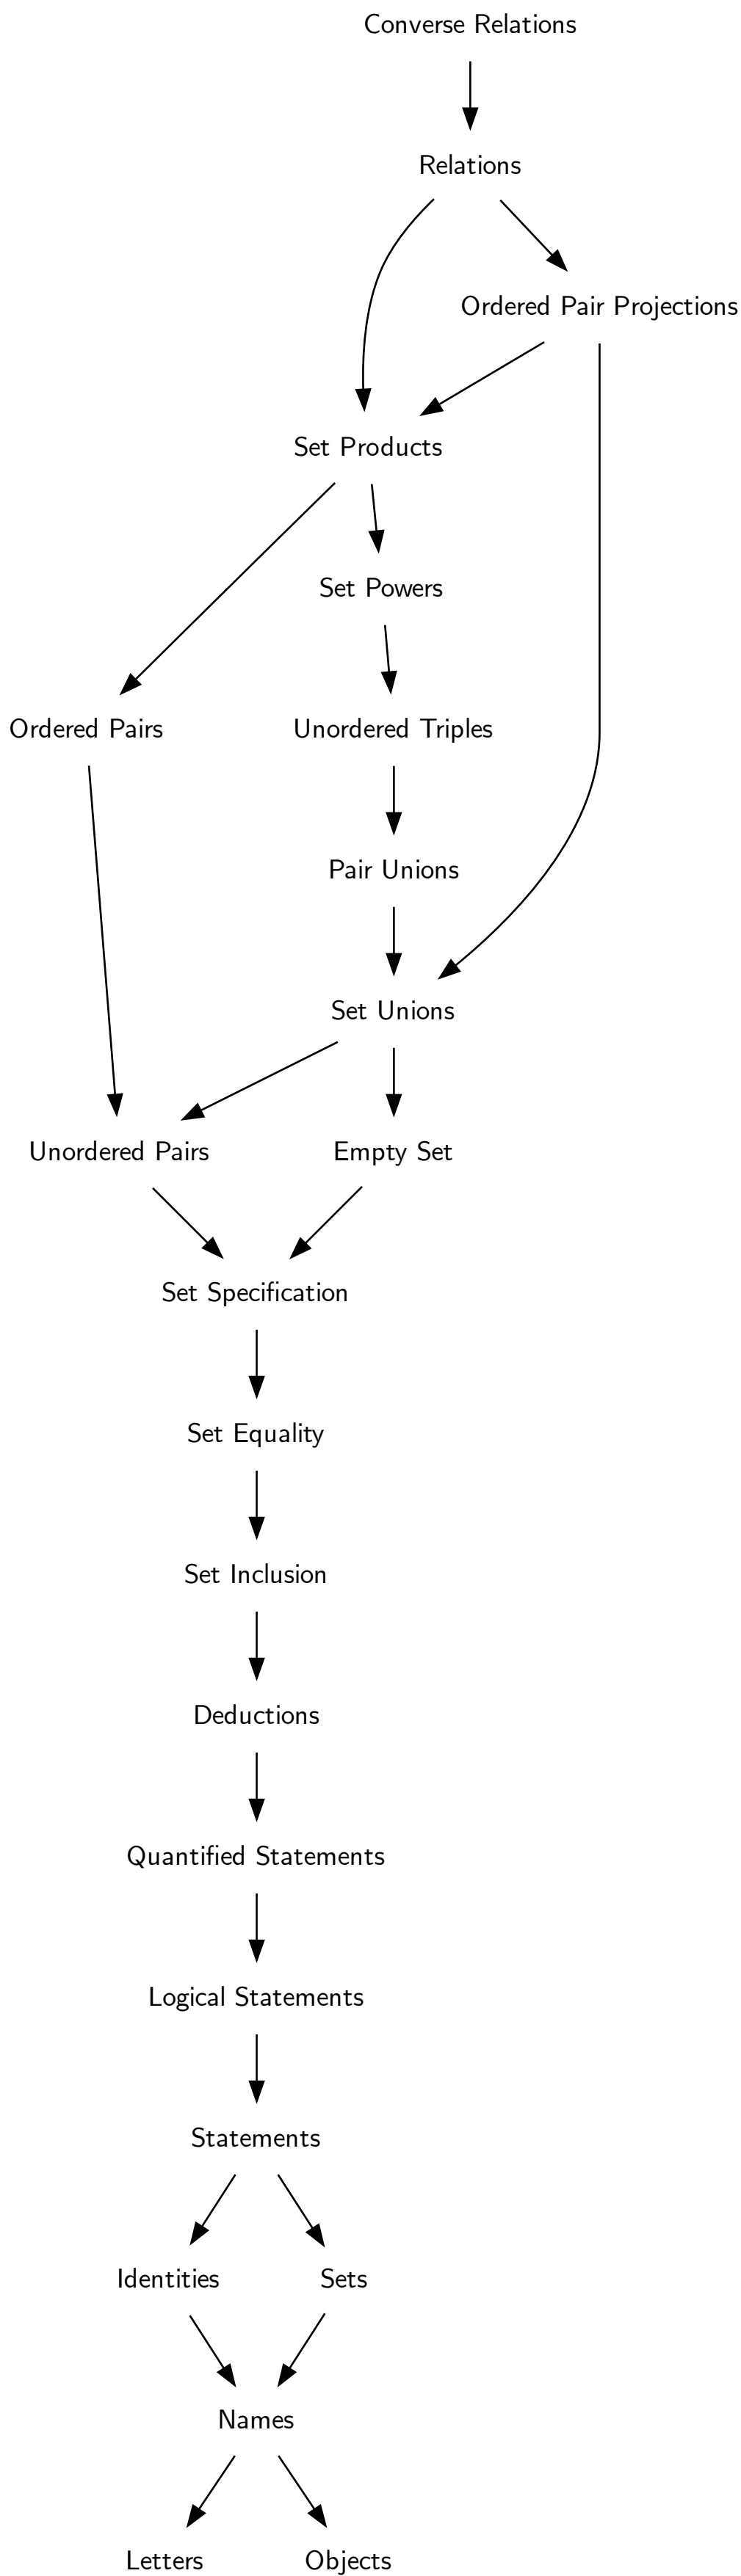 Converse Relations
Relations
Ordered Pair Projections
Set Products
Set Powers
Ordered Pairs
Unordered Triples
Pair Unions
Set Unions
Unordered Pairs
Empty Set
Set Specification
Set Equality
Set Inclusion
Deductions
Quantified Statements
Logical Statements
Statements
Identities
Sets
Names
Letters
Objects